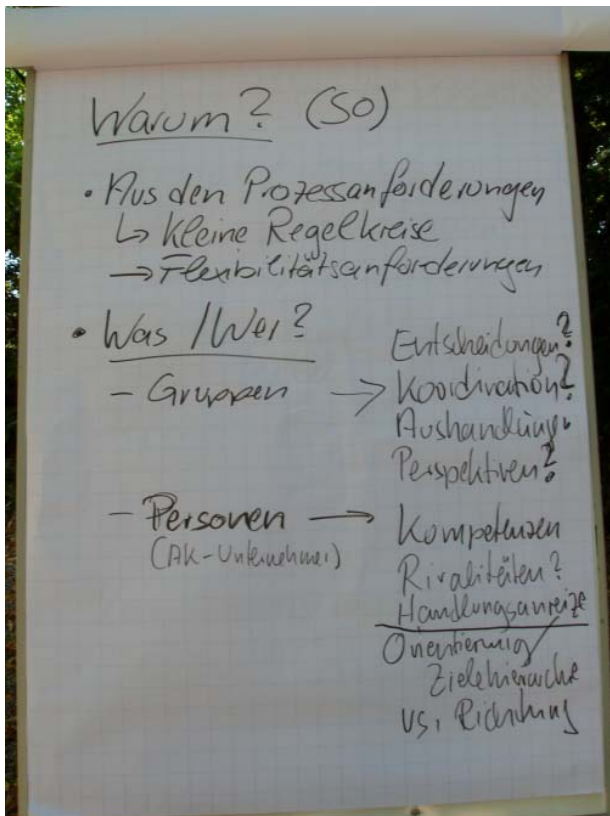 Warum? (So)
• Aus den Prozessanforderungen
↳ Kleine Regelkreise
→ Flexibilitätsanforderungen
• Was / Wer?
- Gruppen → Entscheidungen?
Koordination?
Aushandlung?
Perspektiven?
- Personen → Kompetenzen
(AK-Unternehmer)
Rivalitäten?
Handlungsanreize
Orientierung/
Zielehierarchie
vs. Richtung